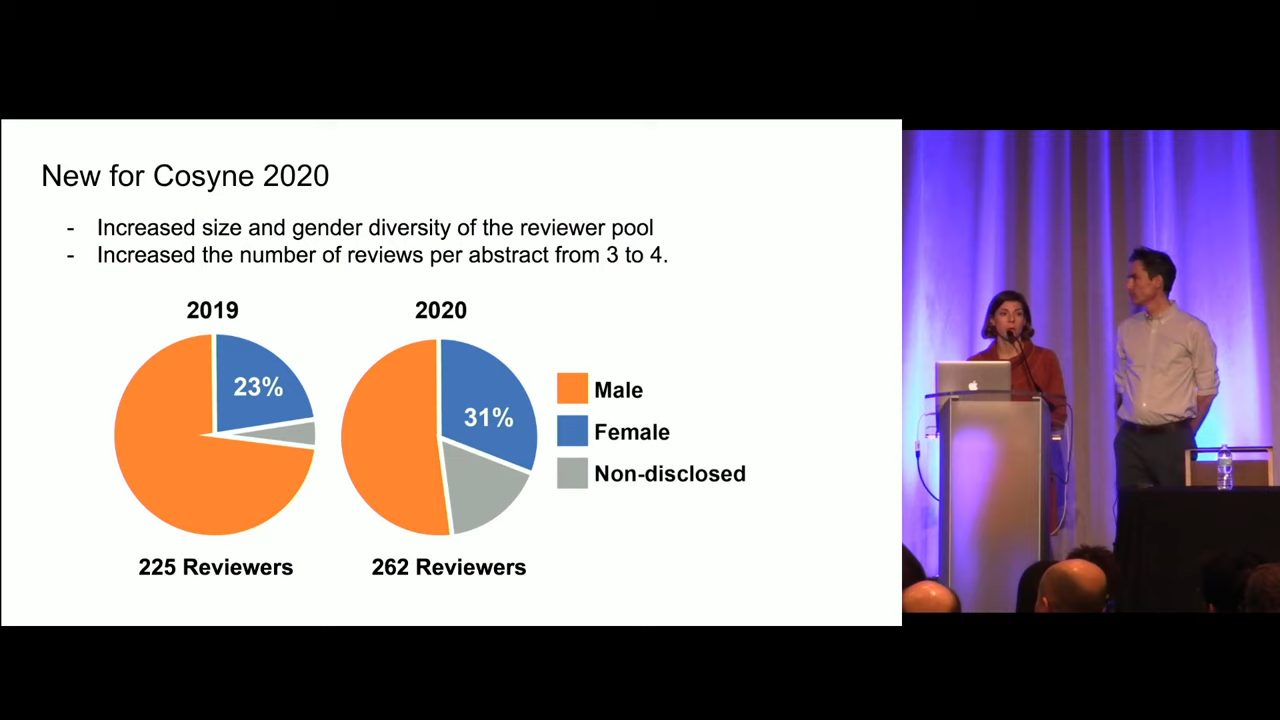 New for Cosyne 2020
- Increased size and gender diversity of the reviewer pool
- Increased the number of reviews per abstract from 3 to 4.
2019
2020
23%
31%
Male
Female
Non-disclosed
225 Reviewers
262 Reviewers